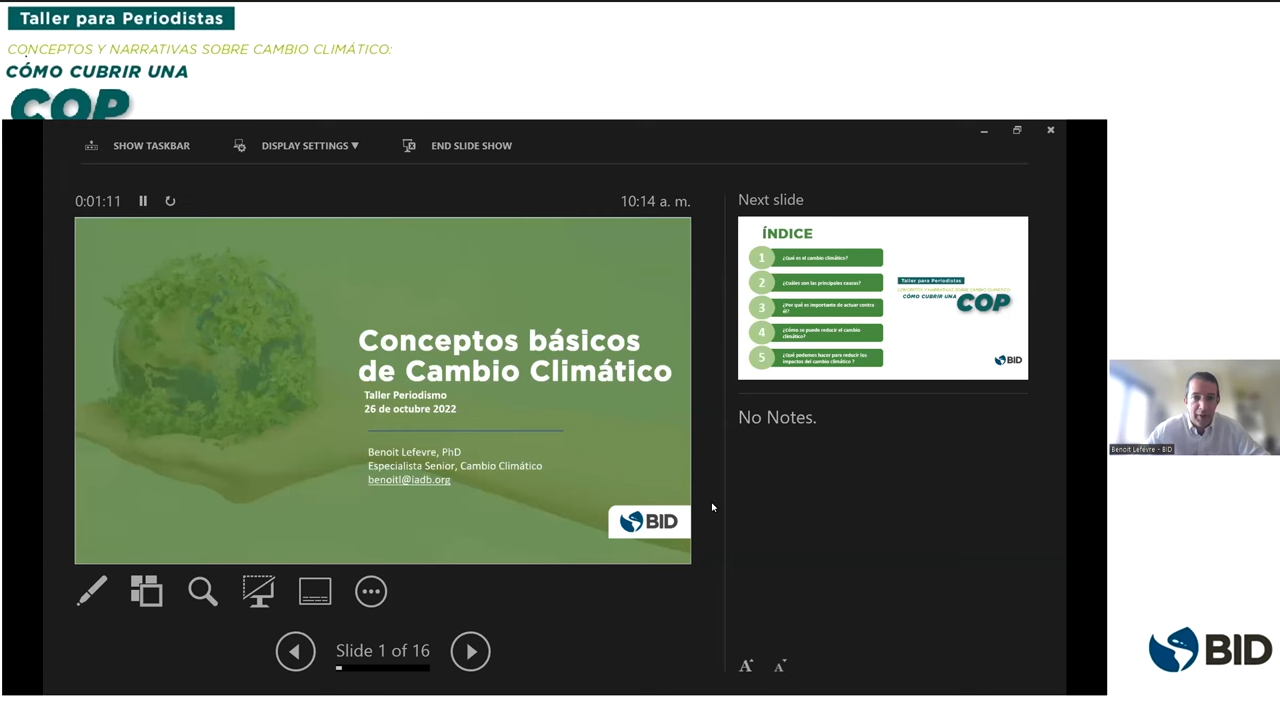 Taller para Periodistas
CONCEPTOS Y NARRATIVAS SOBRE CAMBIO CLIMÁTICO:
CÓMO CUBRIR UNA
COP
SHOW TASKBAR
DISPLAY SETTINGS ▼
END SLIDE SHOW
0:01:11
10:14 a. m.
Conceptos básicos
de Cambio Climático
Taller Periodismo
26 de octubre 2022
Benoit Lefevre, PhD
Especialista Senior, Cambio Climático
benoitl@iadb.org
BID
Slide 1 of 16
Next slide
ÍNDICE
1 ¿Qué es el cambio climático?
2 ¿Cuáles son las principales causas?
3 ¿Por qué es importante de actuar contra
él?
4 ¿Cómo se puede reducir el cambio
climático?
5 ¿Qué podemos hacer para reducir los
impactos del cambio climático ?
Taller para Periodistas
CONCEPTOS Y NARRATIVAS SOBRE CAMBIO CLIMÁTICO:
CÓMO CUBRIR UNA COP
BID
No Notes.
A A
Benoit Lefevre - BID
BID